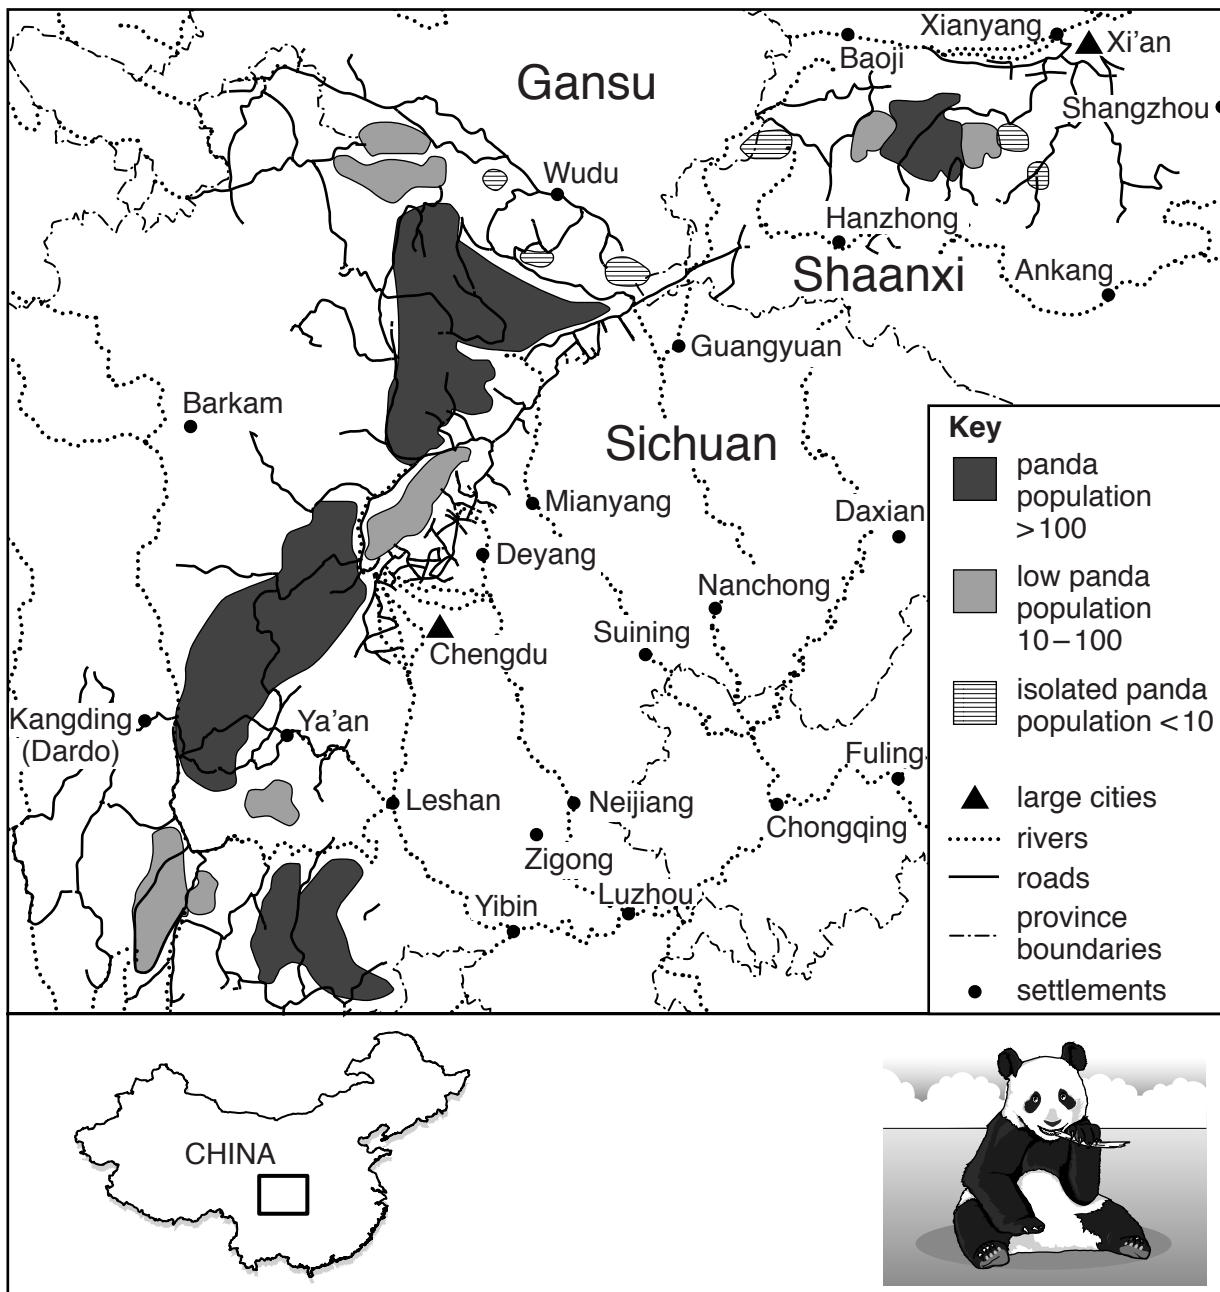 Xianyang
Xi’an
Baoji
Gansu
Shangzhou
Wudu
Hanzhong
Shaanxi
Ankang
Guangyuan
Barkam
Sichuan
Mianyang
Daxian
Deyang
Nanchong
Suining
Chengdu
Kangding
(Dardo)
Ya’an
Fuling
Leshan
Neijiang
Chongqing
Zigong
Luzhou
Yibin
Key
panda
population
>100
low panda
population
10–100
isolated panda
population <10
large cities
rivers
roads
province
boundaries
settlements
CHINA